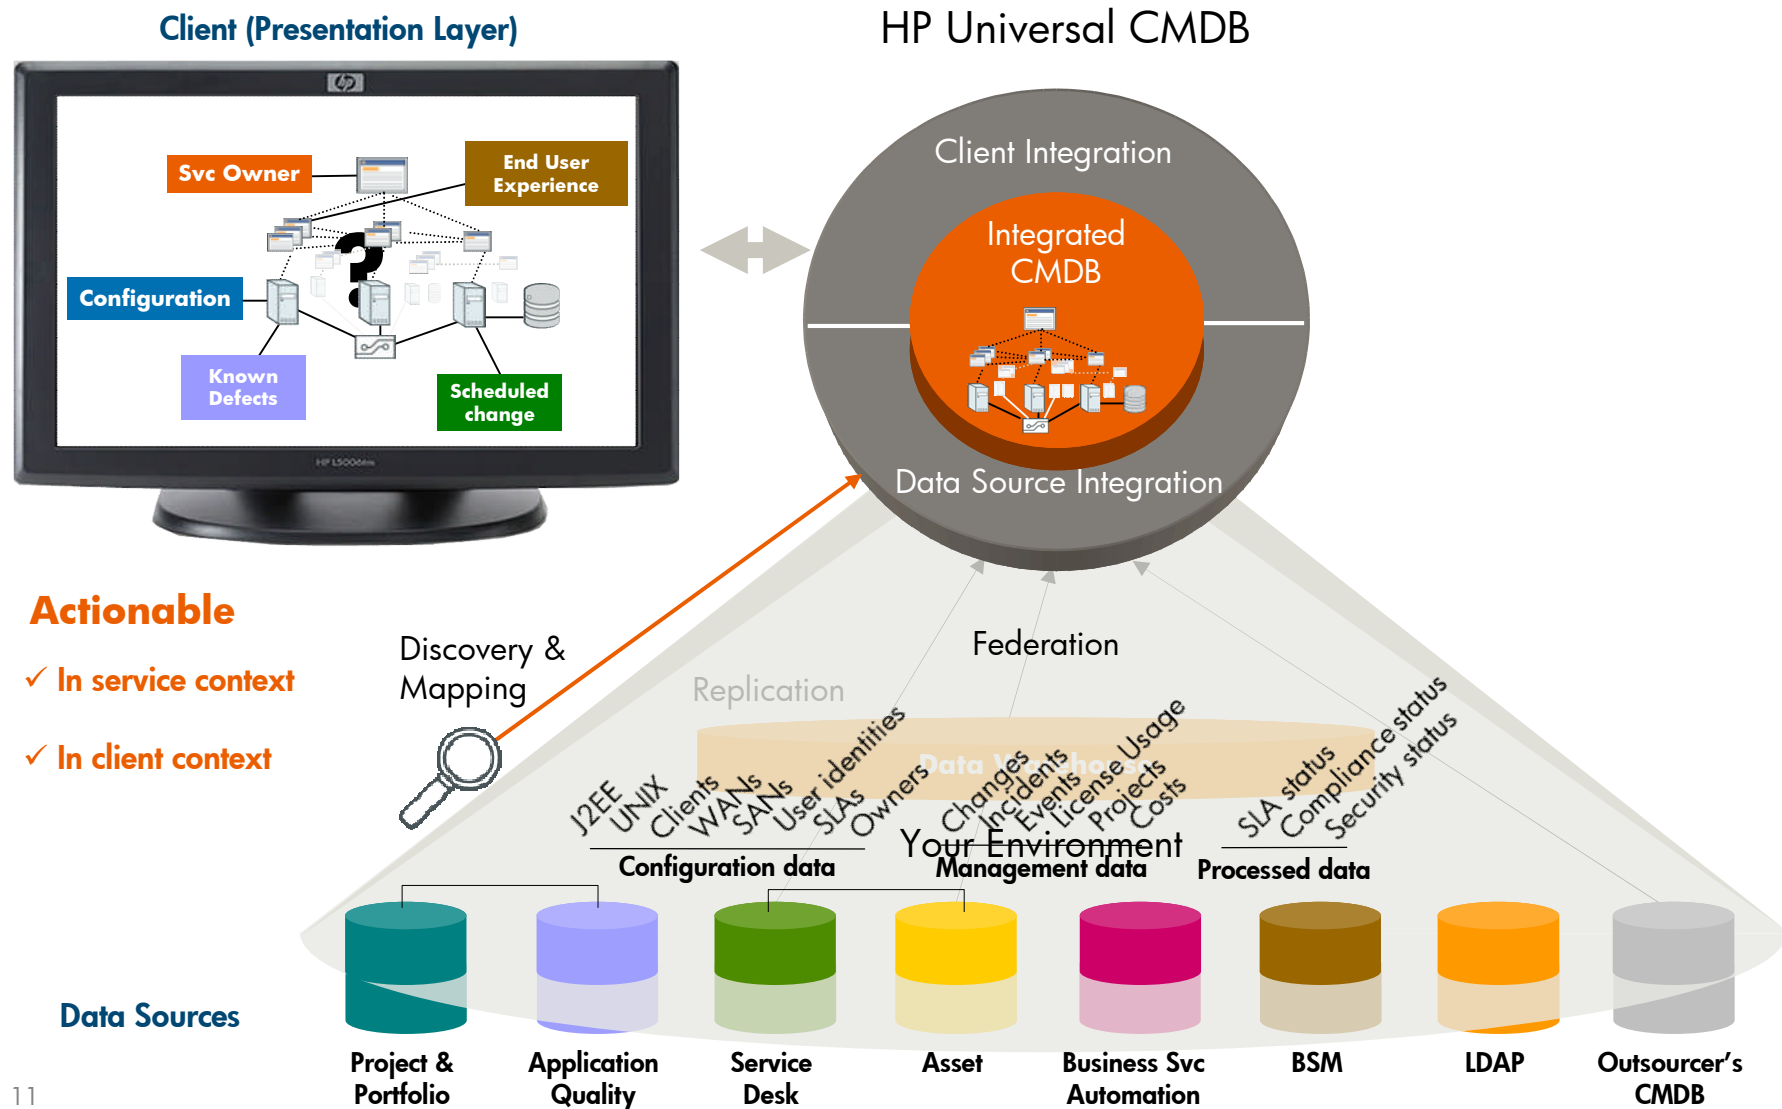 Client (Presentation Layer)
HP Universal CMDB
hp
Svc Owner
End User
Experience
Configuration
Known
Defects
Scheduled
change
?
Client Integration
Integrated
CMDB
Data Source Integration
Actionable
✓ In service context
✓ In client context
Discovery &
Mapping
Federation
Replication
Data Warehouse
J2EE
UNIX
Clients
WANs
SANs
User identities
SLAs
Owners
Changes
Incidents
Events
License Usage
Projects
Costs
SLA status
Compliance status
Security status
Your Environment
Configuration data
Management data
Processed data
Data Sources
Project &
Portfolio
Application
Quality
Service
Desk
Asset
Business Svc
Automation
BSM
LDAP
Outsourcer's
CMDB
11